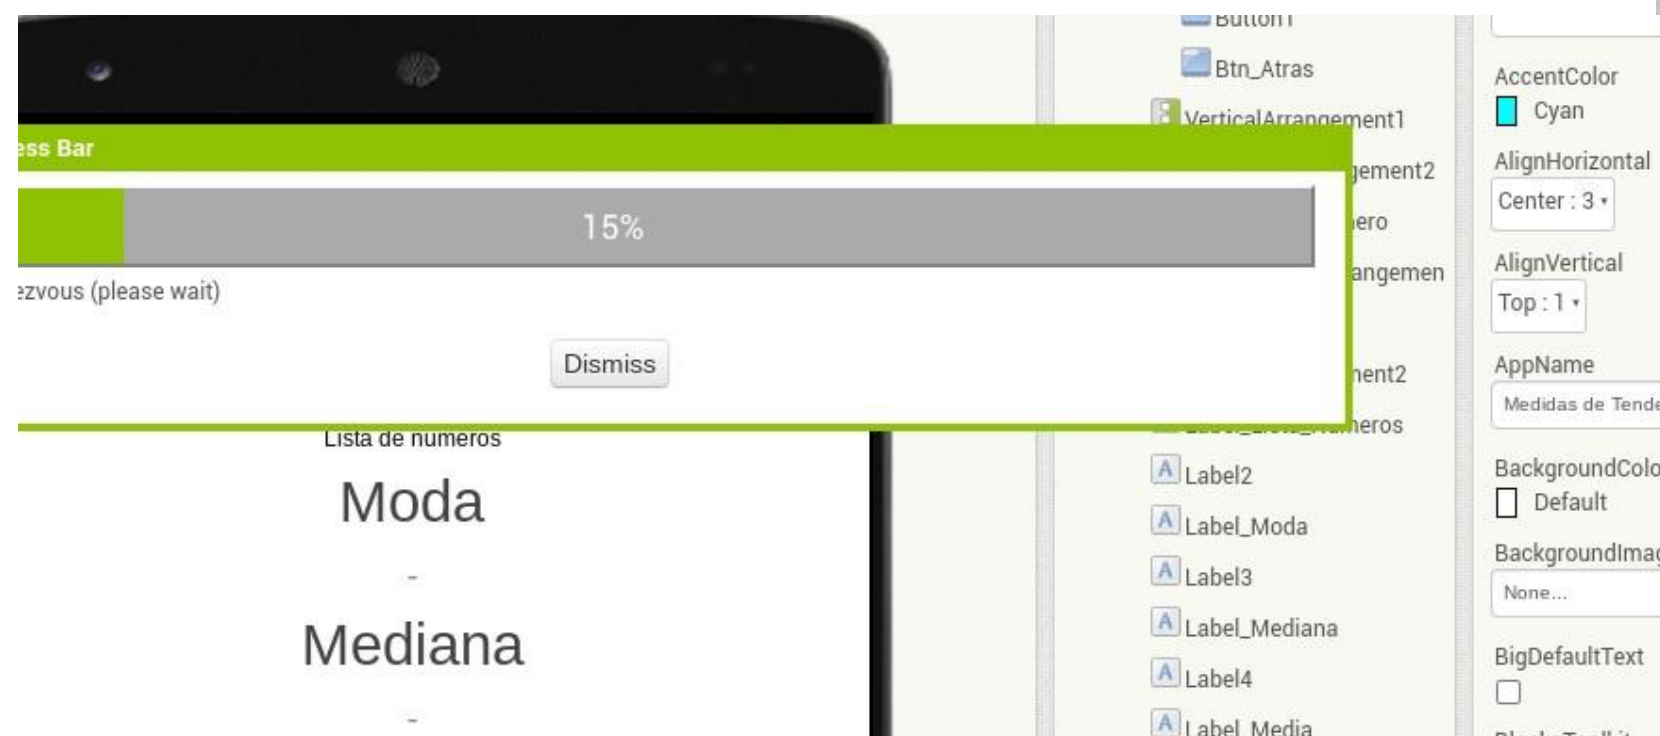 Button1
Btn_Atras
VerticalArrangement1
ess Bar
gement2
15%
ero
ezvous (please wait)
angemen
Dismiss
ment2
Lista de numeros
meros
Moda
-
Mediana
-
Label2
Label_Moda
Label3
Label_Mediana
Label4
Label_Media
AccentColor
Cyan
AlignHorizontal
Center : 3
AlignVertical
Top : 1
AppName
Medidas de Tende
BackgroundColo
Default
BackgroundImag
None...
BigDefaultText